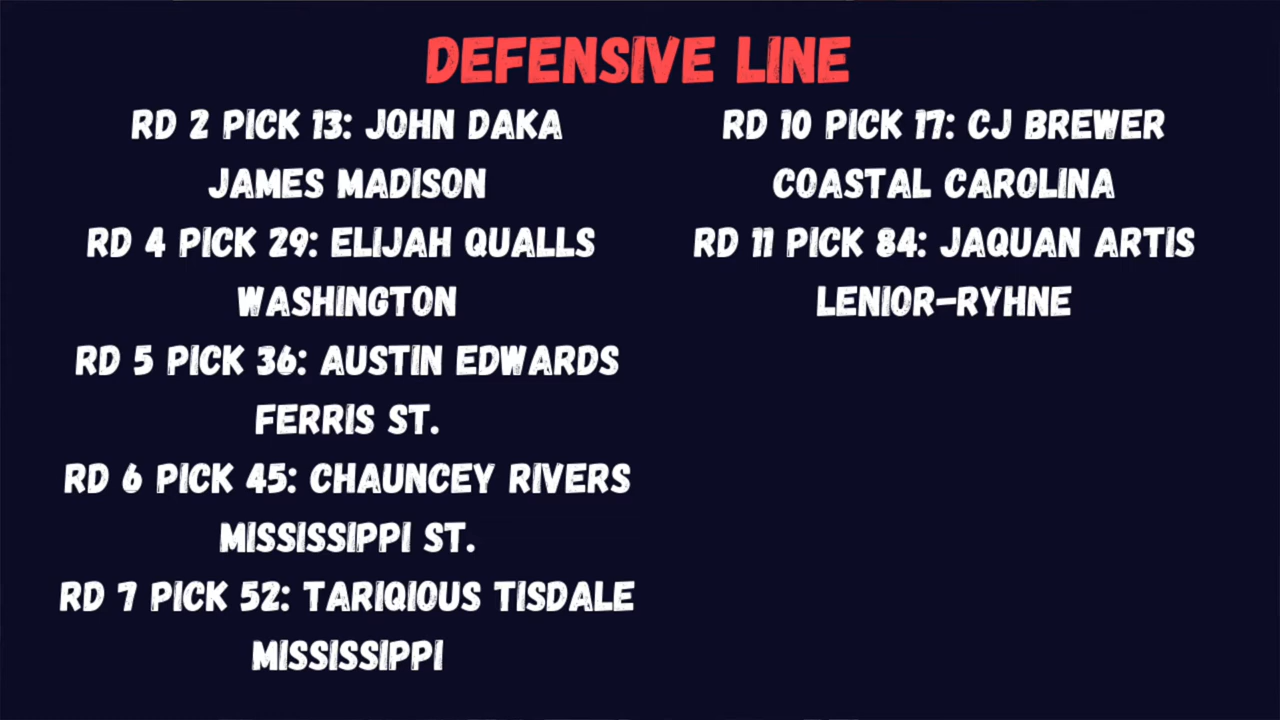 DEFENSIVE LINE
RD 2 PICK 13: JOHN DAKA
JAMES MADISON
RD 4 PICK 29: ELIJAH QUALLS
WASHINGTON
RD 5 PICK 36: AUSTIN EDWARDS
FERRIS ST.
RD 6 PICK 45: CHAUNCEY RIVERS
MISSISSIPPI ST.
RD 7 PICK 52: TARIQIOUS TISDALE
MISSISSIPPI
RD 10 PICK 17: CJ BREWER
COASTAL CAROLINA
RD 11 PICK 84: JAQUAN ARTIS
LENIOR-RYHNE